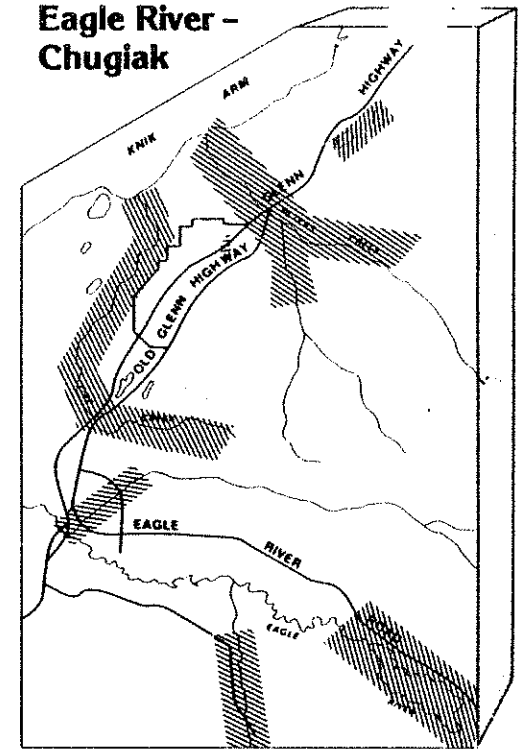 Eagle River –
Chugiak
KNIK
ARM
HIGHWAY
GLENN
OLD GLENN HIGHWAY
EAGLE
RIVER
ROAD
EAGLE